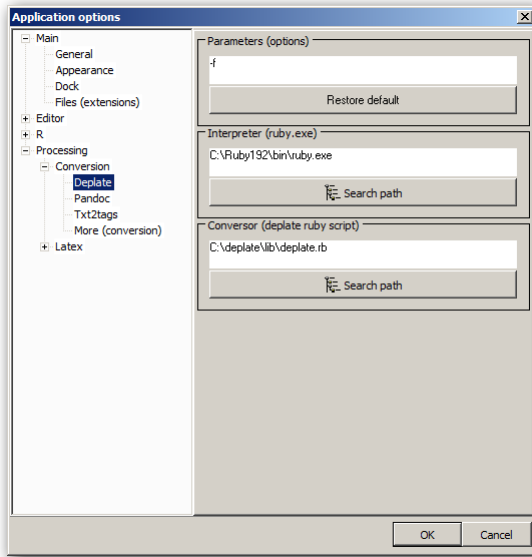 Application options
Main
General
Appearance
Dock
Files (extensions)
Editor
R
Processing
Conversion
Deplate
Pandoc
Txt2tags
More (conversion)
Latex
Parameters (options)
-f
Restore default
Interpreter (ruby.exe)
C:\Ruby192\bin\ruby.exe
Search path
Conversor (deplate ruby script)
C:\deplate\lib\deplate.rb
Search path
OK
Cancel